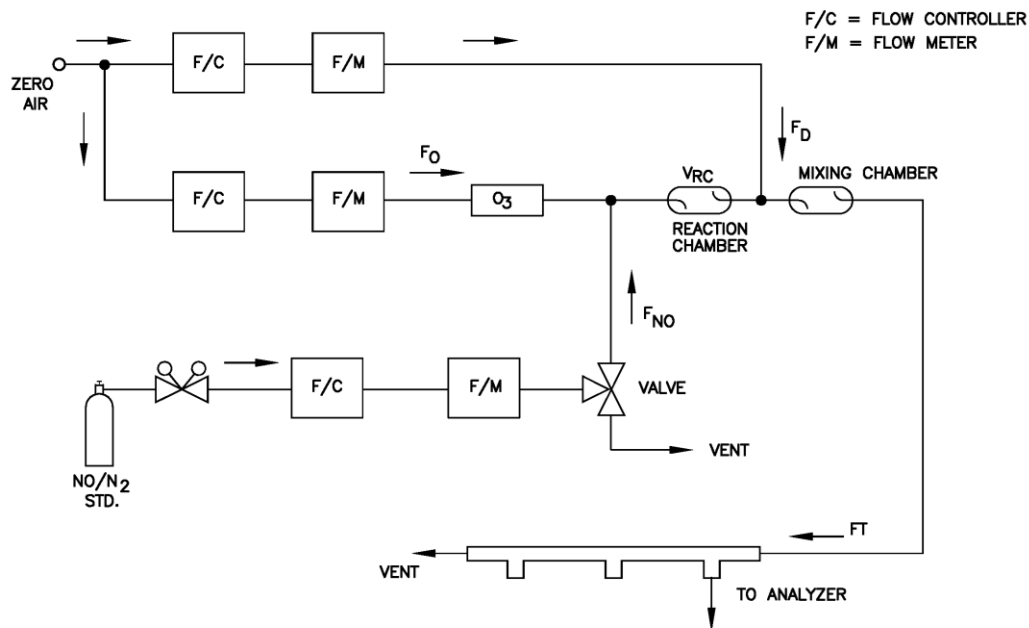 F/C = FLOW CONTROLLER
F/M = FLOW METER
ZERO
AIR
F/C
F/M
F/C
F/M
FO
O3
VRC
REACTION
CHAMBER
FD
MIXING CHAMBER
FNO
NO/N2
STD.
F/C
F/M
VALVE
VENT
VENT
FT
TO ANALYZER